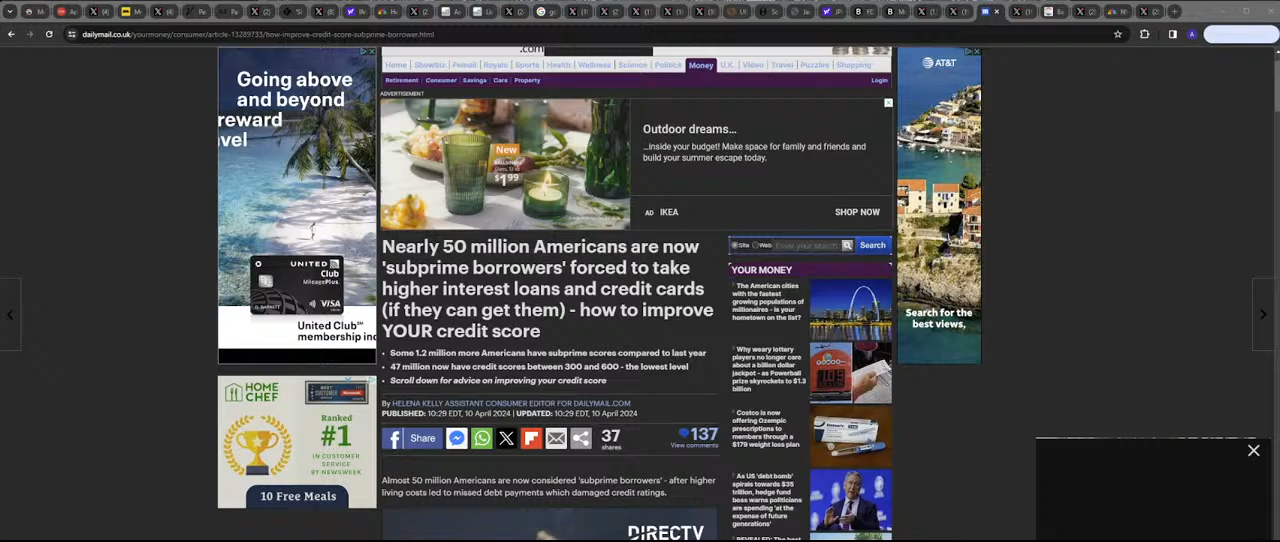 dailymail.co.uk/yourmoney/consumer/article-13289733/how-improve-credit-score-subprime-borrower.html
.com
Home Showbiz Femail Royals Sports Health Wellness Science Politics Money U.K. Video Travel Puzzles Shopping
Retirement Consumer Savings Cars Property Login
ADVERTISEMENT
Going above
and beyond
reward
vel
UNITED
Club
MileagePlus.
VISA
United Club℠
membership inc
New
$1.99
Outdoor dreams...
...inside your budget! Make space for family and friends and
build your summer escape today.
AD IKEA SHOP NOW
AT&T
Search for the
best views,
Nearly 50 million Americans are now
'subprime borrowers' forced to take
higher interest loans and credit cards
(if they can get them) - how to improve
YOUR credit score
• Some 1.2 million more Americans have subprime scores compared to last year
• 47 million now have credit scores between 300 and 600 - the lowest level
• Scroll down for advice on improving your credit score
By HELENA KELLY ASSISTANT CONSUMER EDITOR FOR DAILYMAIL.COM
PUBLISHED: 10:29 EDT, 10 April 2024 | UPDATED: 10:29 EDT, 10 April 2024
Share
37
shares
137
View comments
Almost 50 million Americans are now considered 'subprime borrowers' - after higher
living costs led to missed debt payments which damaged credit ratings.
DIRECTV
Site Web Enter your search Search
YOUR MONEY
The American cities
with the fastest
growing populations of
millionaires - is your
hometown on the list?
Why weary lottery
players no longer care
about a billion dollar
jackpot - as Powerball
prize skyrockets to $1.3
billion
Costco is now
offering Ozempic
prescriptions to
members through a
$179 weight loss plan
As US 'debt bomb'
spirals towards $35
trillion, hedge fund
boss warns politicians
are spending 'at the
expense of future
generations'
HOME
CHEF
Ranked
#1
IN CUSTOMER
SERVICE
BY NEWSWEEK
10 Free Meals